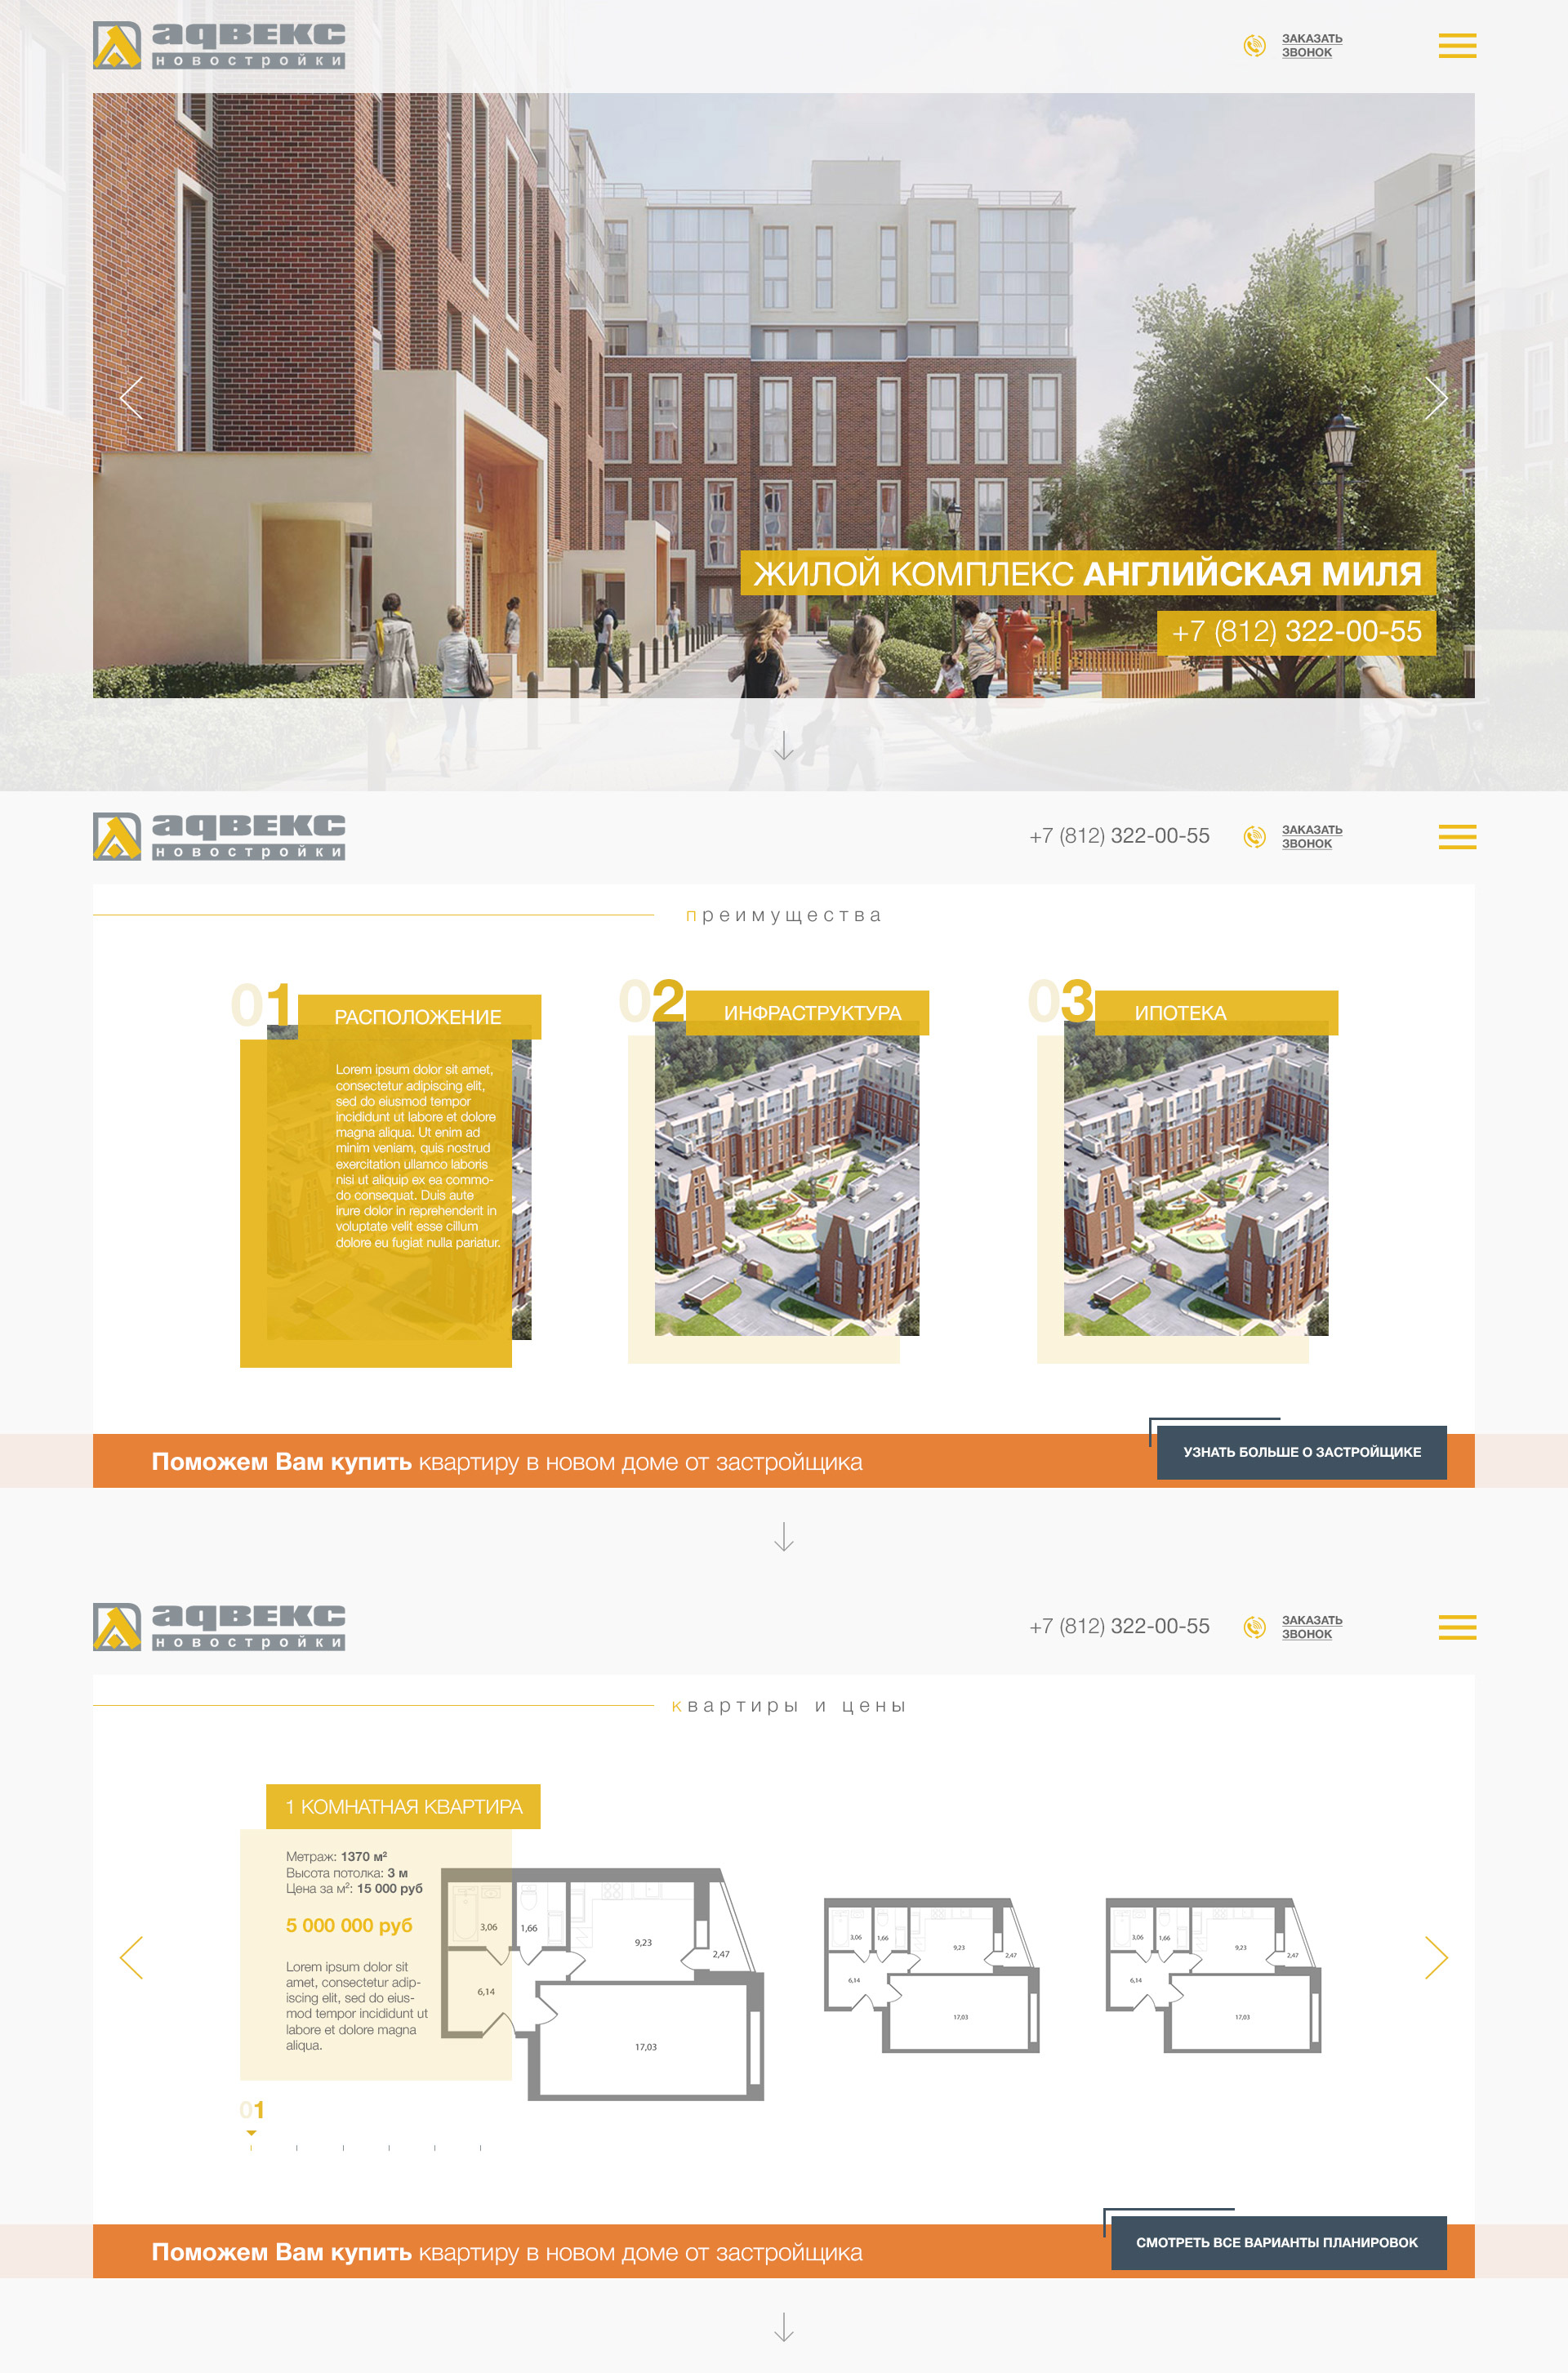 адвекс
новостройки
ЗАКАЗАТЬ
ЗВОНОК
3
ЖИЛОЙ КОМПЛЕКС АНГЛИЙСКАЯ МИЛЯ
+7 (812) 322-00-55
адвекс
новостройки
+7 (812) 322-00-55
ЗАКАЗАТЬ
ЗВОНОК
преимущества
01
РАСПОЛОЖЕНИЕ
Lorem ipsum dolor sit amet,
consectetur adipiscing elit,
sed do eiusmod tempor
incididunt ut labore et dolore
magna aliqua. Ut enim ad
minim veniam, quis nostrud
exercitation ullamco laboris
nisi ut aliquip ex ea commo-
do consequat. Duis aute
irure dolor in reprehenderit in
voluptate velit esse cillum
dolore eu fugiat nulla pariatur.
02
ИНФРАСТРУКТУРА
03
ИПОТЕКА
Поможем Вам купить квартиру в новом доме от застройщика
УЗНАТЬ БОЛЬШЕ О ЗАСТРОЙЩИКЕ
адвекс
новостройки
+7 (812) 322-00-55
ЗАКАЗАТЬ
ЗВОНОК
квартиры и цены
1 КОМНАТНАЯ КВАРТИРА
Метраж: 1370 м²
Высота потолка: 3 м
Цена за м²: 15 000 руб
5 000 000 руб
Lorem ipsum dolor sit
amet, consectetur adip-
iscing elit, sed do eius-
mod tempor incididunt ut
labore et dolore magna
aliqua.
3,06
1,66
9,23
2,47
6,14
17,03
3,06
1,66
9,23
2,47
6,14
17,03
3,06
1,66
9,23
2,47
6,14
17,03
01
Поможем Вам купить квартиру в новом доме от застройщика
СМОТРЕТЬ ВСЕ ВАРИАНТЫ ПЛАНИРОВОК